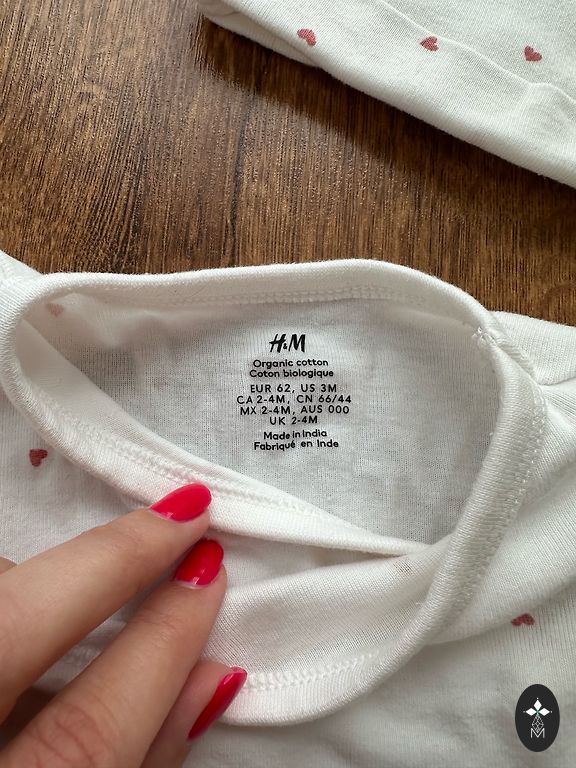 H&M
Organic cotton
Coton biologique
EUR 62, US 3M
CA 2-4M, CN 66/44
MX 2-4M, AUS 000
UK 2-4M
Made in India
Fabriqué en Inde
M